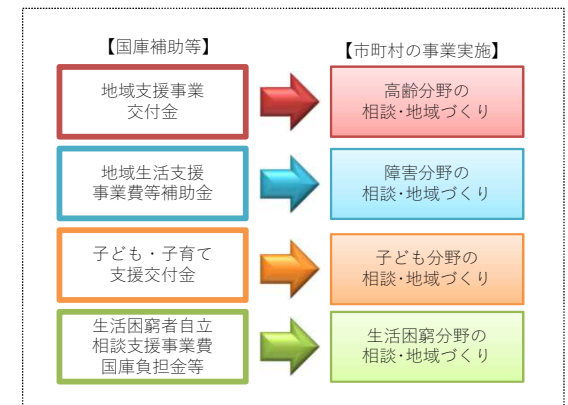 【国庫補助等】
【市町村の事業実施】
地域支援事業
交付金
高齢分野の
相談･地域づくり
地域生活支援
事業費等補助金
障害分野の
相談･地域づくり
子ども・子育て
支援交付金
子ども分野の
相談･地域づくり
生活困窮者自立
相談支援事業費
国庫負担金等
生活困窮分野の
相談･地域づくり